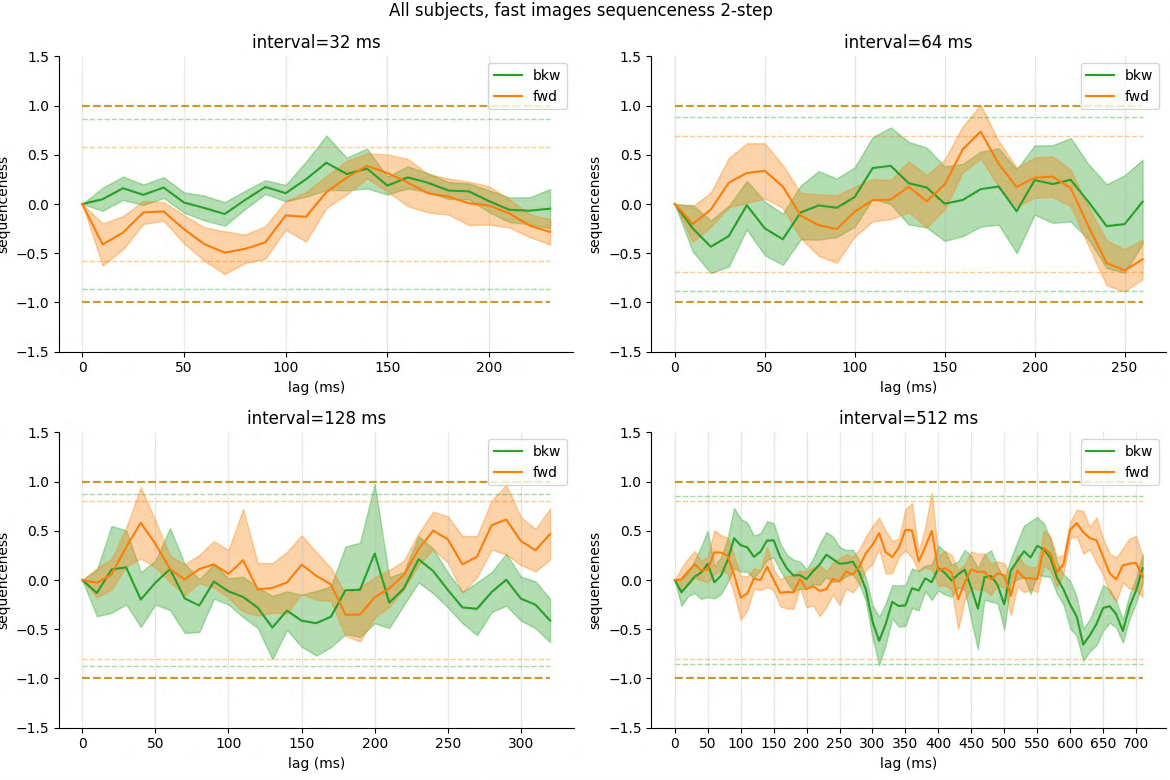 All subjects, fast images sequenceness 2-step
interval=32 ms
1.5
1.0
0.5
0.0
−0.5
−1.0
−1.5
sequenceness
bkw
fwd
0 50 100 150 200
lag (ms)
interval=64 ms
1.5
1.0
0.5
0.0
−0.5
−1.0
−1.5
sequenceness
bkw
fwd
0 50 100 150 200 250
lag (ms)
interval=128 ms
1.5
1.0
0.5
0.0
−0.5
−1.0
−1.5
sequenceness
bkw
fwd
0 50 100 150 200 250 300
lag (ms)
interval=512 ms
1.5
1.0
0.5
0.0
−0.5
−1.0
−1.5
sequenceness
bkw
fwd
0 50 100 150 200 250 300 350 400 450 500 550 600 650 700
lag (ms)